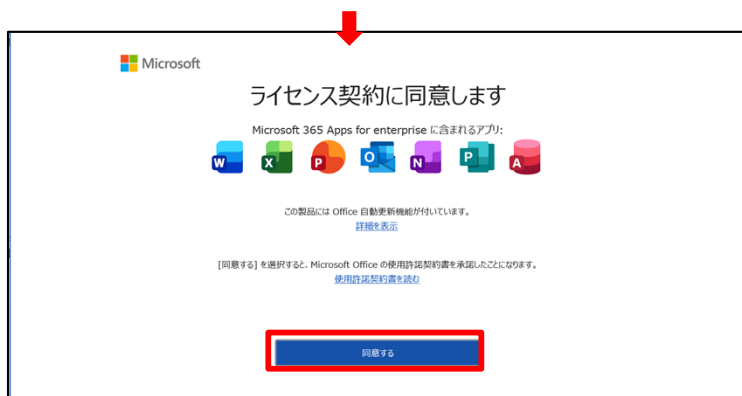 Microsoft
ライセンス契約に同意します
Microsoft 365 Apps for enterprise に含まれるアプリ:
W X P O N P A
この製品には Office 自動更新機能が付いています。
詳細を表示
[同意する] を選択すると、Microsoft Office の使用許諾契約書を承諾したことになります。
使用許諾契約書を読む
同意する